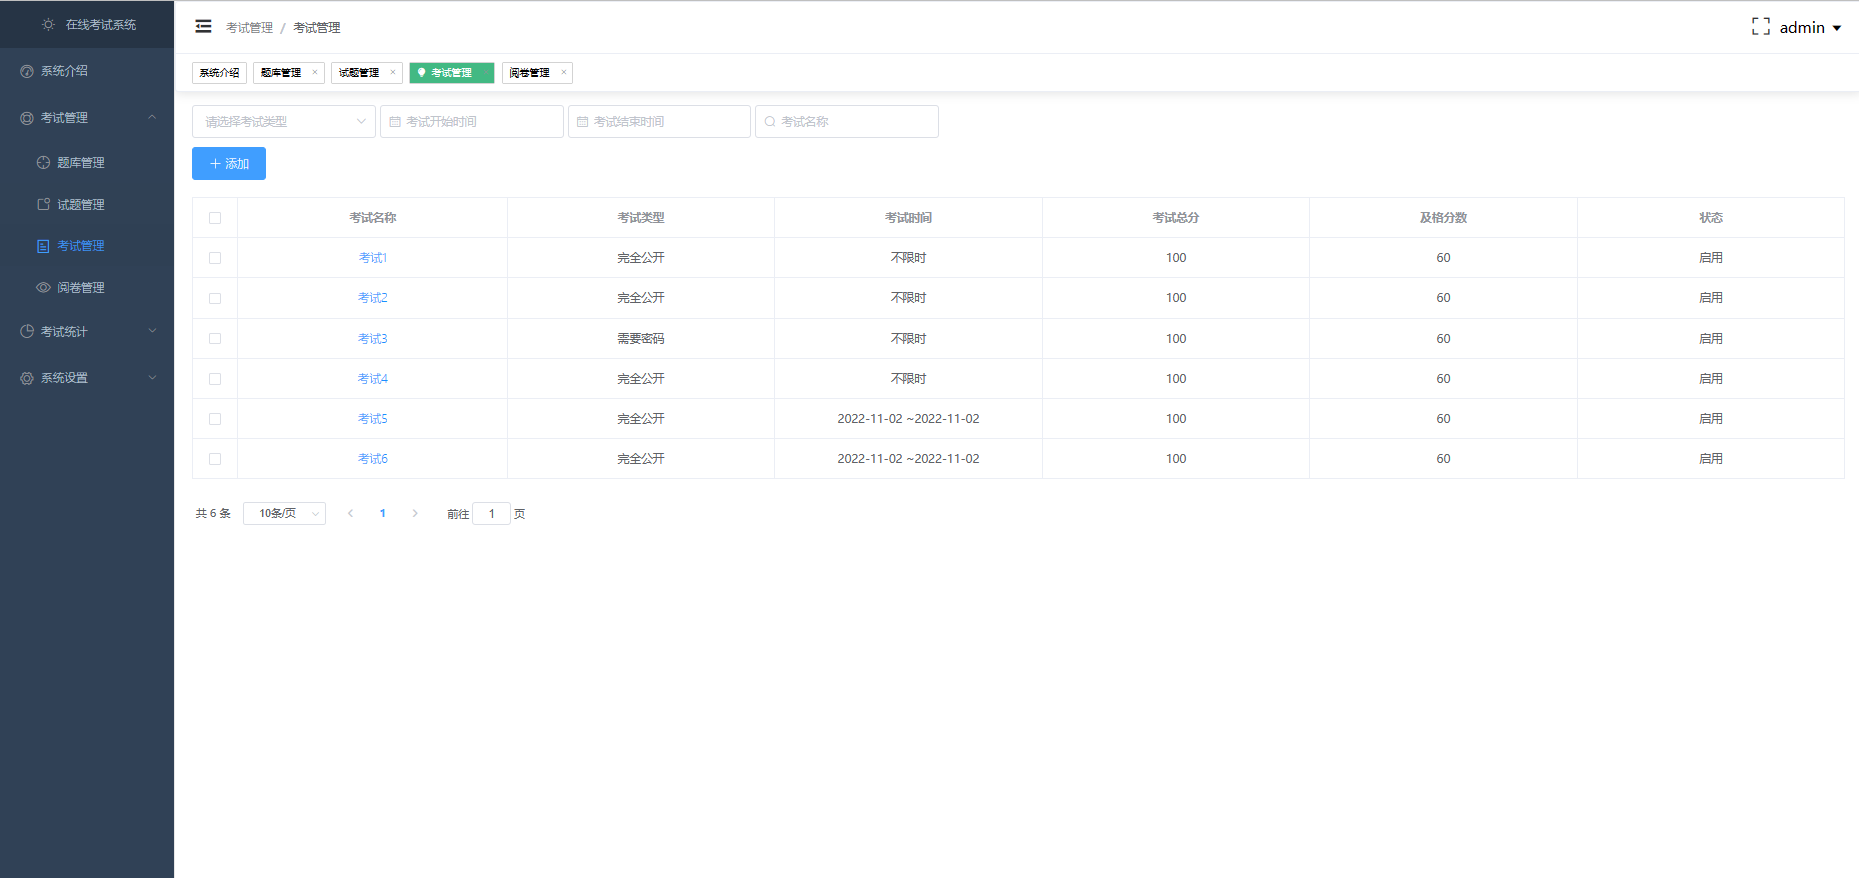 在线考试系统
系统介绍
考试管理
题库管理
试题管理
考试管理
阅卷管理
考试统计
系统设置
考试管理 / 考试管理
admin
系统介绍 题库管理 × 试题管理 × 考试管理 阅卷管理 ×
请选择考试类型 考试开始时间 考试结束时间 考试名称
+ 添加
考试名称 考试类型 考试时间 考试总分 及格分数 状态
考试1 完全公开 不限时 100 60 启用
考试2 完全公开 不限时 100 60 启用
考试3 需要密码 不限时 100 60 启用
考试4 完全公开 不限时 100 60 启用
考试5 完全公开 2022-11-02 ~2022-11-02 100 60 启用
考试6 完全公开 2022-11-02 ~2022-11-02 100 60 启用
共 6 条 10条/页 1 前往 1 页